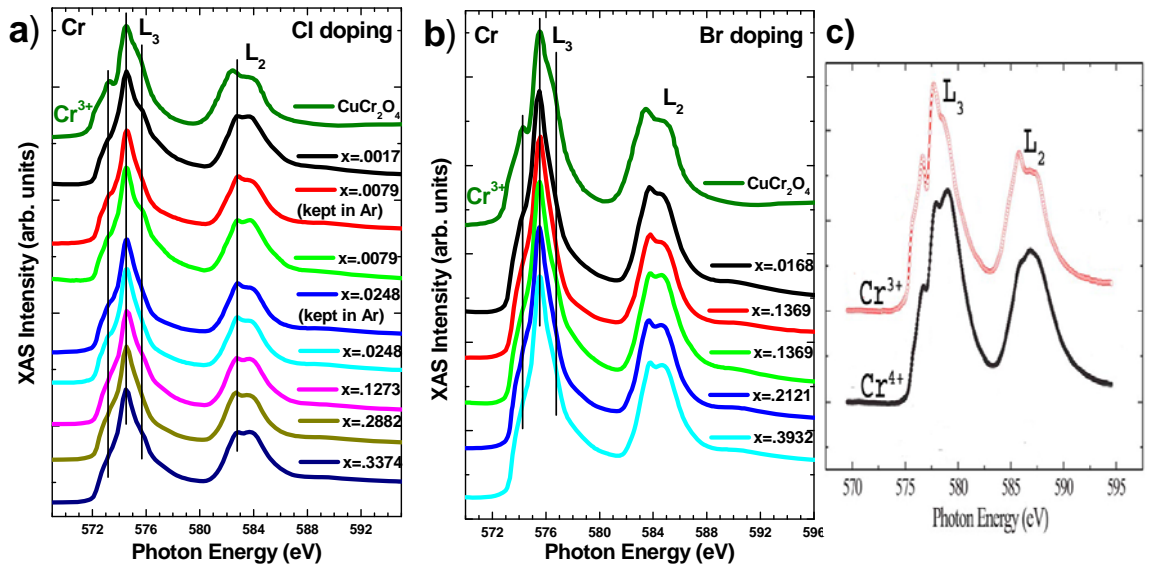 a)
Cr
L3
Cl doping
L2
Cr3+
CuCr2O4
x=.0017
x=.0079
(kept in Ar)
x=.0079
x=.0248
(kept in Ar)
x=.0248
x=.1273
x=.2882
x=.3374
XAS Intensity (arb. units)
572 576 580 584 588 592
Photon Energy (eV)
b)
Cr
L3
Br doping
L2
Cr3+
CuCr2O4
x=.0168
x=.1369
x=.1369
x=.2121
x=.3932
XAS Intensity (arb. units)
572 576 580 584 588 592 596
Photon Energy (eV)
c)
L3
L2
Cr3+
Cr4+
570 575 580 585 590 595
Photon Energy (eV)